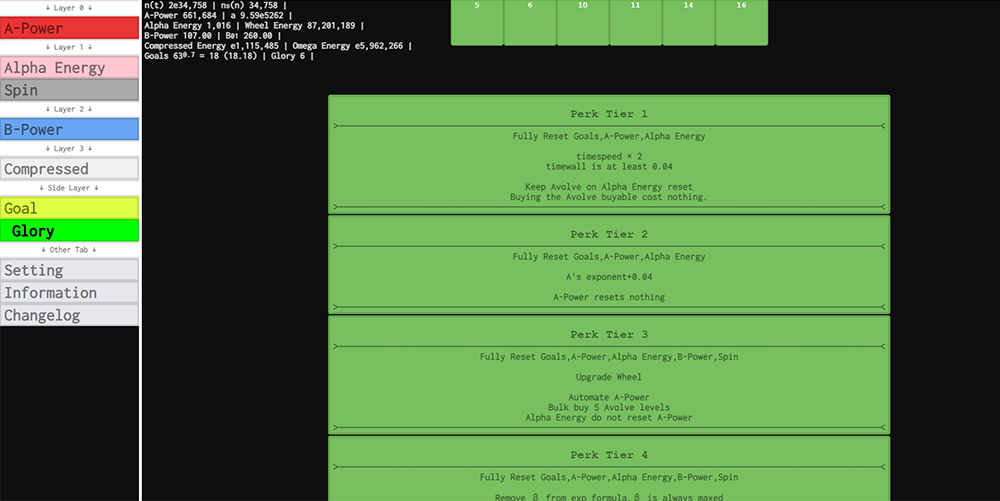 ↓ Layer 0 ↓
A-Power
↓ Layer 1 ↓
Alpha Energy
Spin
↓ Layer 2 ↓
B-Power
↓ Layer 3 ↓
Compressed
↓ Side Layer ↓
Goal
Glory
↓ Other Tab ↓
Setting
Information
Changelog
n(t) 2e34,758 | ns(n) 34,758 |
A-Power 661,684 | a 9.59e5262 |
Alpha Energy 1,016 | Wheel Energy 87,201,189 |
B-Power 107.00 | B01 260.00 |
Compressed Energy e1,115,485 | Omega Energy e5,962,266 |
Goals 63^0.7 = 18 (18.18) | Glory 6 |
5 6 10 11 14 16
Perk Tier 1
Fully Reset Goals,A-Power,Alpha Energy
timespeed × 2
timewall is at least 0.04
Keep Avolve on Alpha Energy reset
Buying the Avolve buyable cost nothing.
Perk Tier 2
Fully Reset Goals,A-Power,Alpha Energy
A's exponent+0.04
A-Power resets nothing
Perk Tier 3
Fully Reset Goals,A-Power,Alpha Energy,B-Power,Spin
Upgrade Wheel
Automate A-Power
Bulk buy 5 Avolve levels
Alpha Energy do not reset A-Power
Perk Tier 4
Fully Reset Goals,A-Power,Alpha Energy,B-Power,Spin
Remove β from exp formula,β is always maxed